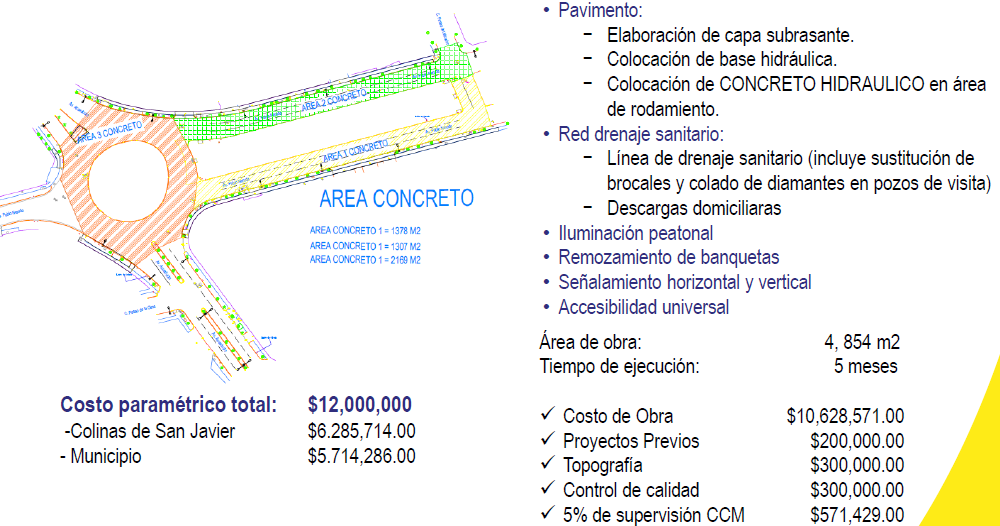 AREA 3 CONCRETO
AREA 2 CONCRETO
AREA 1 CONCRETO
AREA CONCRETO
AREA CONCRETO 1 = 1378 M2
AREA CONCRETO 1 = 1307 M2
AREA CONCRETO 1 = 2169 M2
Costo paramétrico total: $12,000,000
-Colinas de San Javier $6.285,714.00
- Municipio $5.714,286.00
• Pavimento:
− Elaboración de capa subrasante.
− Colocación de base hidráulica.
− Colocación de CONCRETO HIDRAULICO en área
de rodamiento.
• Red drenaje sanitario:
− Línea de drenaje sanitario (incluye sustitución de
brocales y colado de diamantes en pozos de visita)
− Descargas domiciliaras
• Iluminación peatonal
• Remozamiento de banquetas
• Señalamiento horizontal y vertical
• Accesibilidad universal
Área de obra: 4, 854 m2
Tiempo de ejecución: 5 meses
✓ Costo de Obra $10,628,571.00
✓ Proyectos Previos $200,000.00
✓ Topografía $300,000.00
✓ Control de calidad $300,000.00
✓ 5% de supervisión CCM $571,429.00